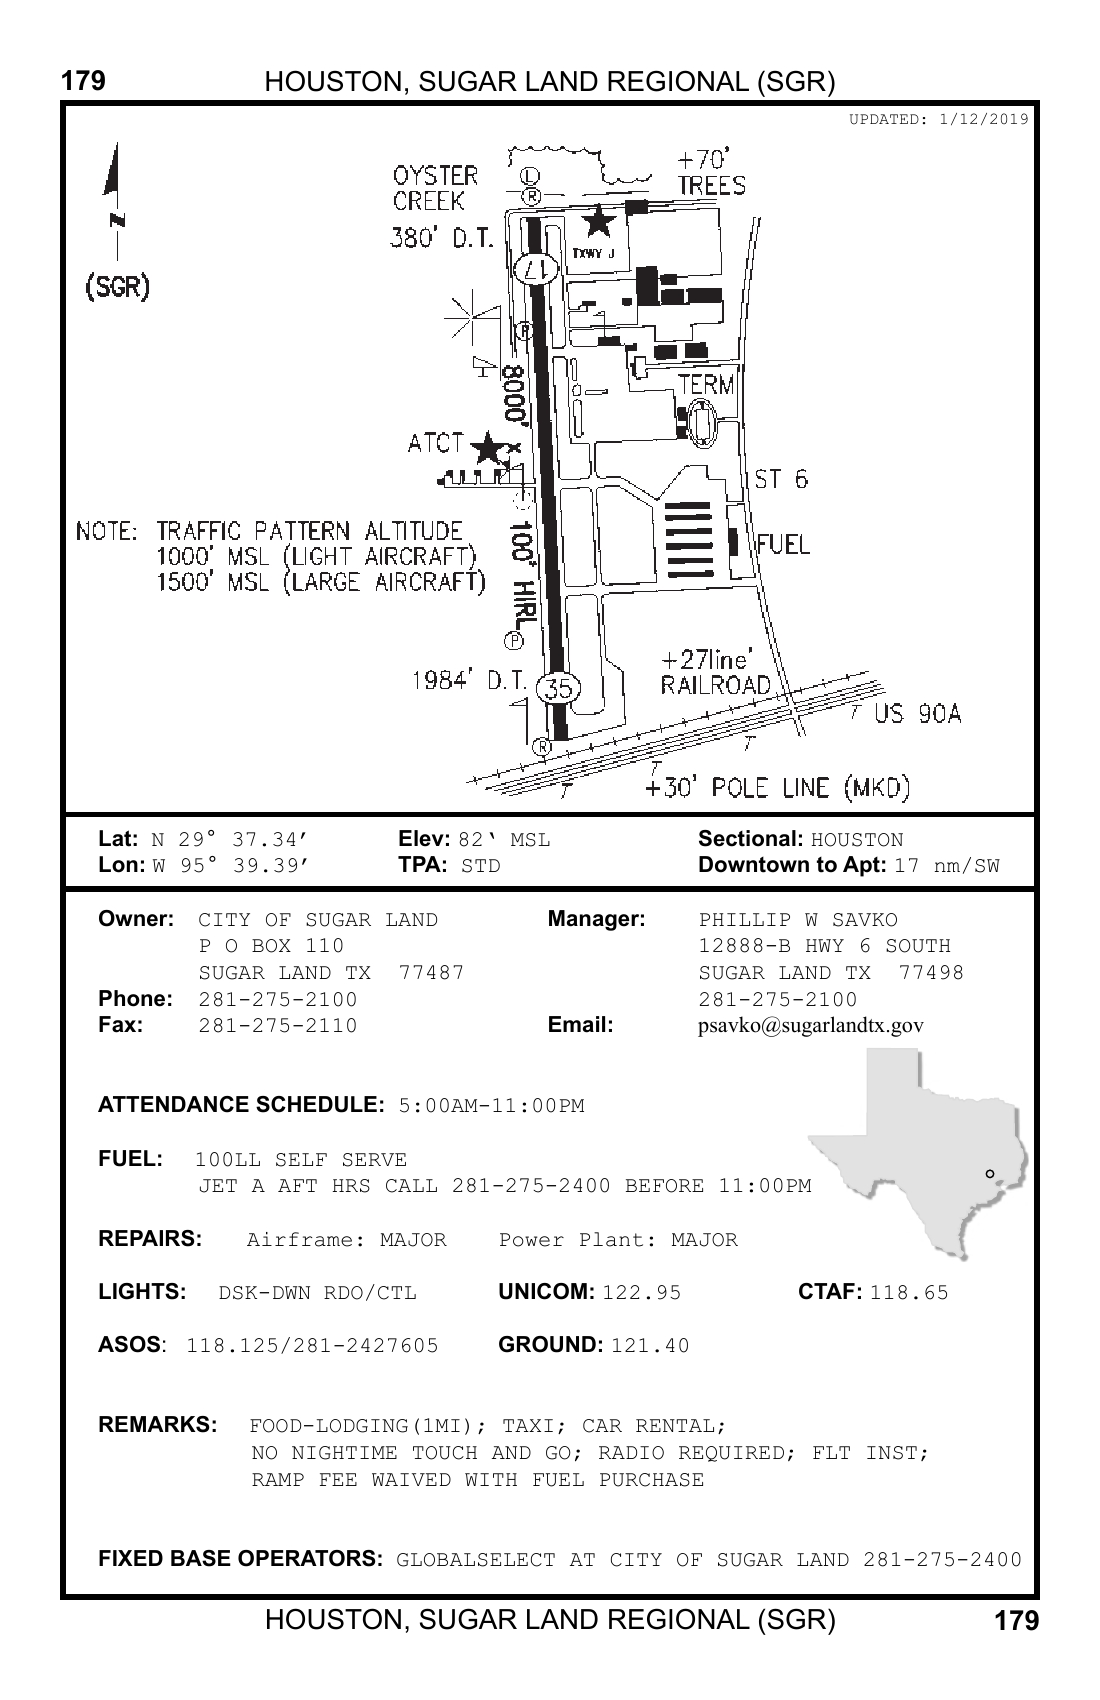 179 HOUSTON, SUGAR LAND REGIONAL (SGR)
UPDATED: 1/12/2019
N
(SGR)
OYSTER
CREEK
L
R
+70'
TREES
380' D.T.
TXWY J
17
P
8000' x 100' HIRL
TERM
ATCT
ST 6
NOTE: TRAFFIC PATTERN ALTITUDE
1000' MSL (LIGHT AIRCRAFT)
1500' MSL (LARGE AIRCRAFT)
FUEL
P
1984' D.T.
35
+27line'
RAILROAD
R
US 90A
+30' POLE LINE (MKD)
Lat: N 29° 37.34′ Elev: 82‘ MSL Sectional: HOUSTON
Lon: W 95° 39.39′ TPA: STD Downtown to Apt: 17 nm/SW
Owner: CITY OF SUGAR LAND Manager: PHILLIP W SAVKO
P O BOX 110 12888-B HWY 6 SOUTH
SUGAR LAND TX 77487 SUGAR LAND TX 77498
Phone: 281-275-2100 281-275-2100
Fax: 281-275-2110 Email: psavko@sugarlandtx.gov
ATTENDANCE SCHEDULE: 5:00AM-11:00PM
FUEL: 100LL SELF SERVE
JET A AFT HRS CALL 281-275-2400 BEFORE 11:00PM
REPAIRS: Airframe: MAJOR Power Plant: MAJOR
LIGHTS: DSK-DWN RDO/CTL UNICOM: 122.95 CTAF: 118.65
ASOS: 118.125/281-2427605 GROUND: 121.40
REMARKS: FOOD-LODGING(1MI); TAXI; CAR RENTAL;
NO NIGHTIME TOUCH AND GO; RADIO REQUIRED; FLT INST;
RAMP FEE WAIVED WITH FUEL PURCHASE
FIXED BASE OPERATORS: GLOBALSELECT AT CITY OF SUGAR LAND 281-275-2400
HOUSTON, SUGAR LAND REGIONAL (SGR) 179